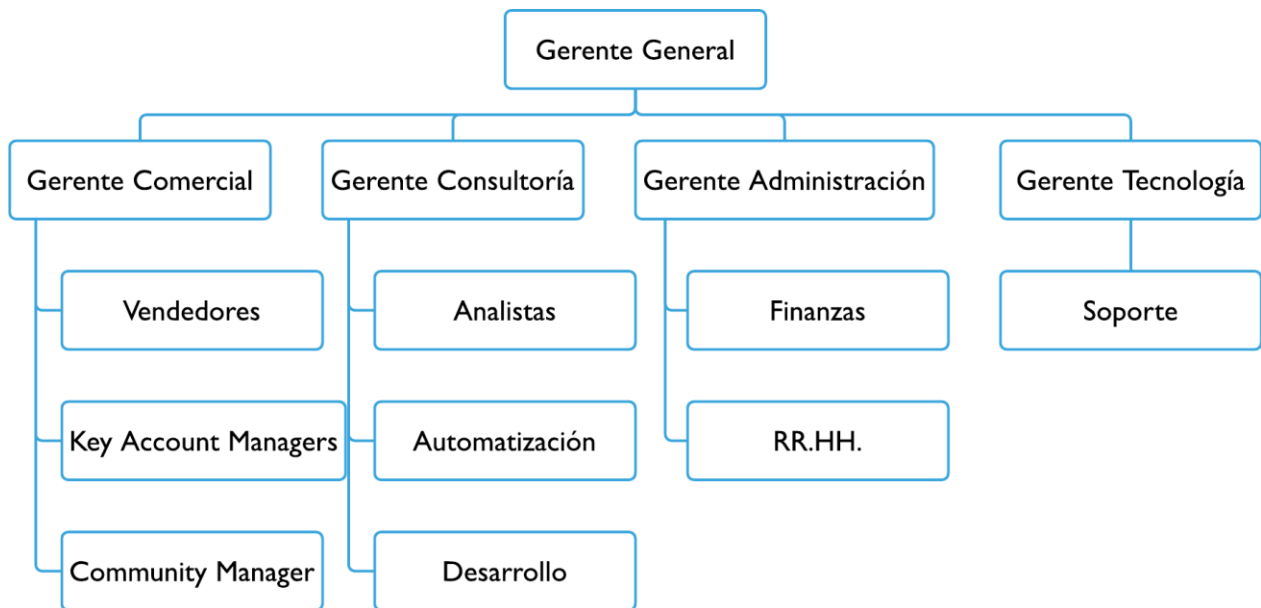 Gerente General
Gerente Comercial
Gerente Consultoría
Gerente Administración
Gerente Tecnología
Vendedores
Analistas
Finanzas
Soporte
Key Account Managers
Automatización
RR.HH.
Community Manager
Desarrollo